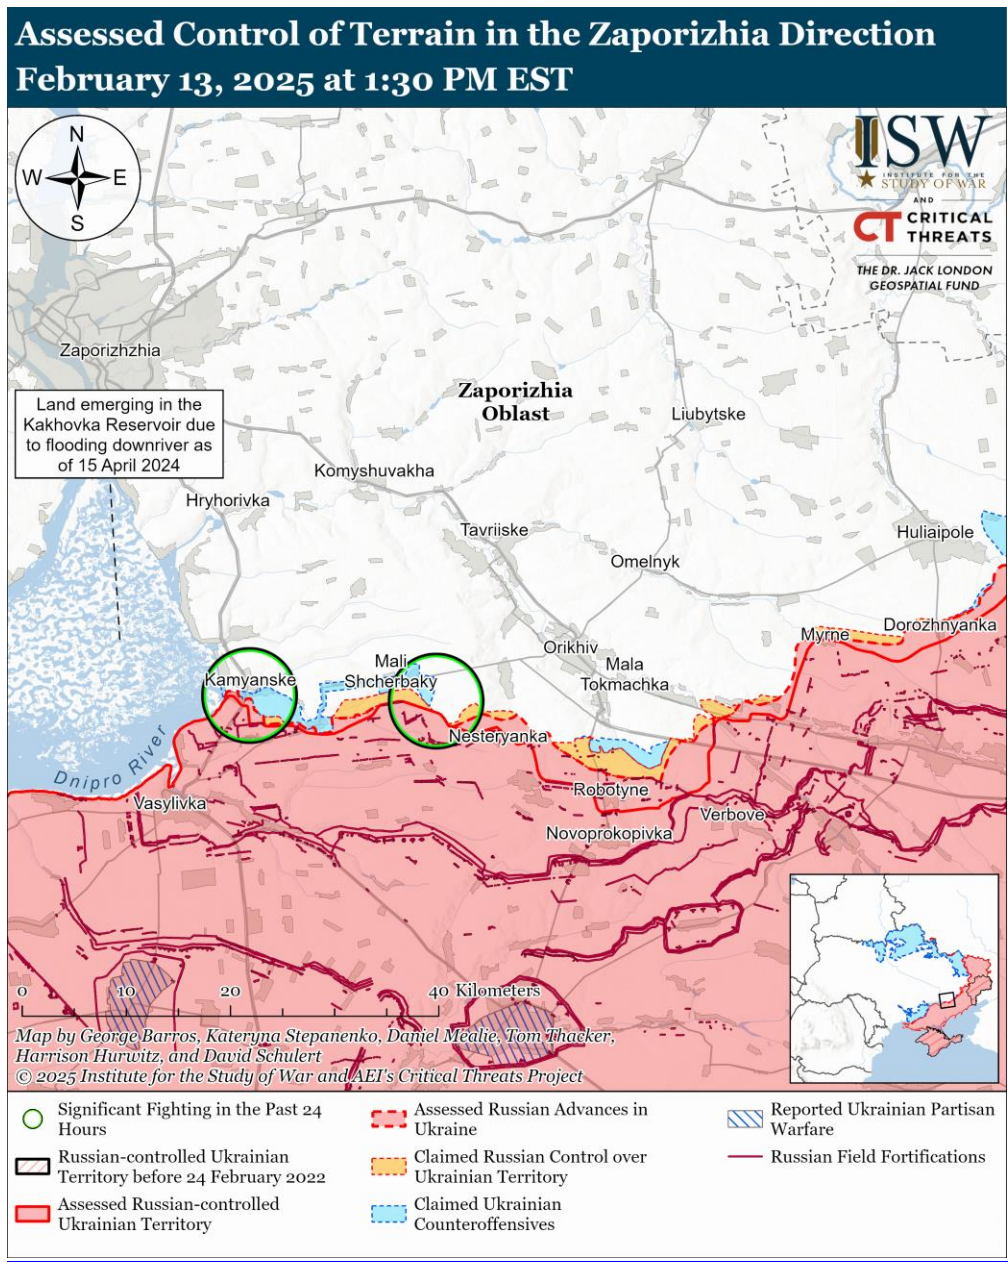 Assessed Control of Terrain in the Zaporizhia Direction
February 13, 2025 at 1:30 PM EST
N
W
E
S
ISW
INSTITUTE FOR THE
STUDY OF WAR
AND
CT CRITICAL
THREATS
THE DR. JACK LONDON
GEOSPATIAL FUND
Zaporizhzhia
Land emerging in the
Kakhovka Reservoir due
to flooding downriver as
of 15 April 2024
Zaporizhia
Oblast
Liubytske
Komyshuvakha
Hryhorivka
Tavriiske
Huliaipole
Omelnyk
Dorozhnyanka
Myrne
Orikhiv
Mali
Shcherbaky
Mala
Tokmachka
Kamyanske
Nesteryanka
Dnipro River
Robotyne
Vasylivka
Verbove
Novoprokopivka
0 10 20 40 Kilometers
Map by George Barros, Kateryna Stepanenko, Daniel Mealie, Tom Thacker,
Harrison Hurwitz, and David Schulert
© 2025 Institute for the Study of War and AEI's Critical Threats Project
Significant Fighting in the Past 24
Hours
Russian-controlled Ukrainian
Territory before 24 February 2022
Assessed Russian-controlled
Ukrainian Territory
Assessed Russian Advances in
Ukraine
Claimed Russian Control over
Ukrainian Territory
Claimed Ukrainian
Counteroffensives
Reported Ukrainian Partisan
Warfare
Russian Field Fortifications